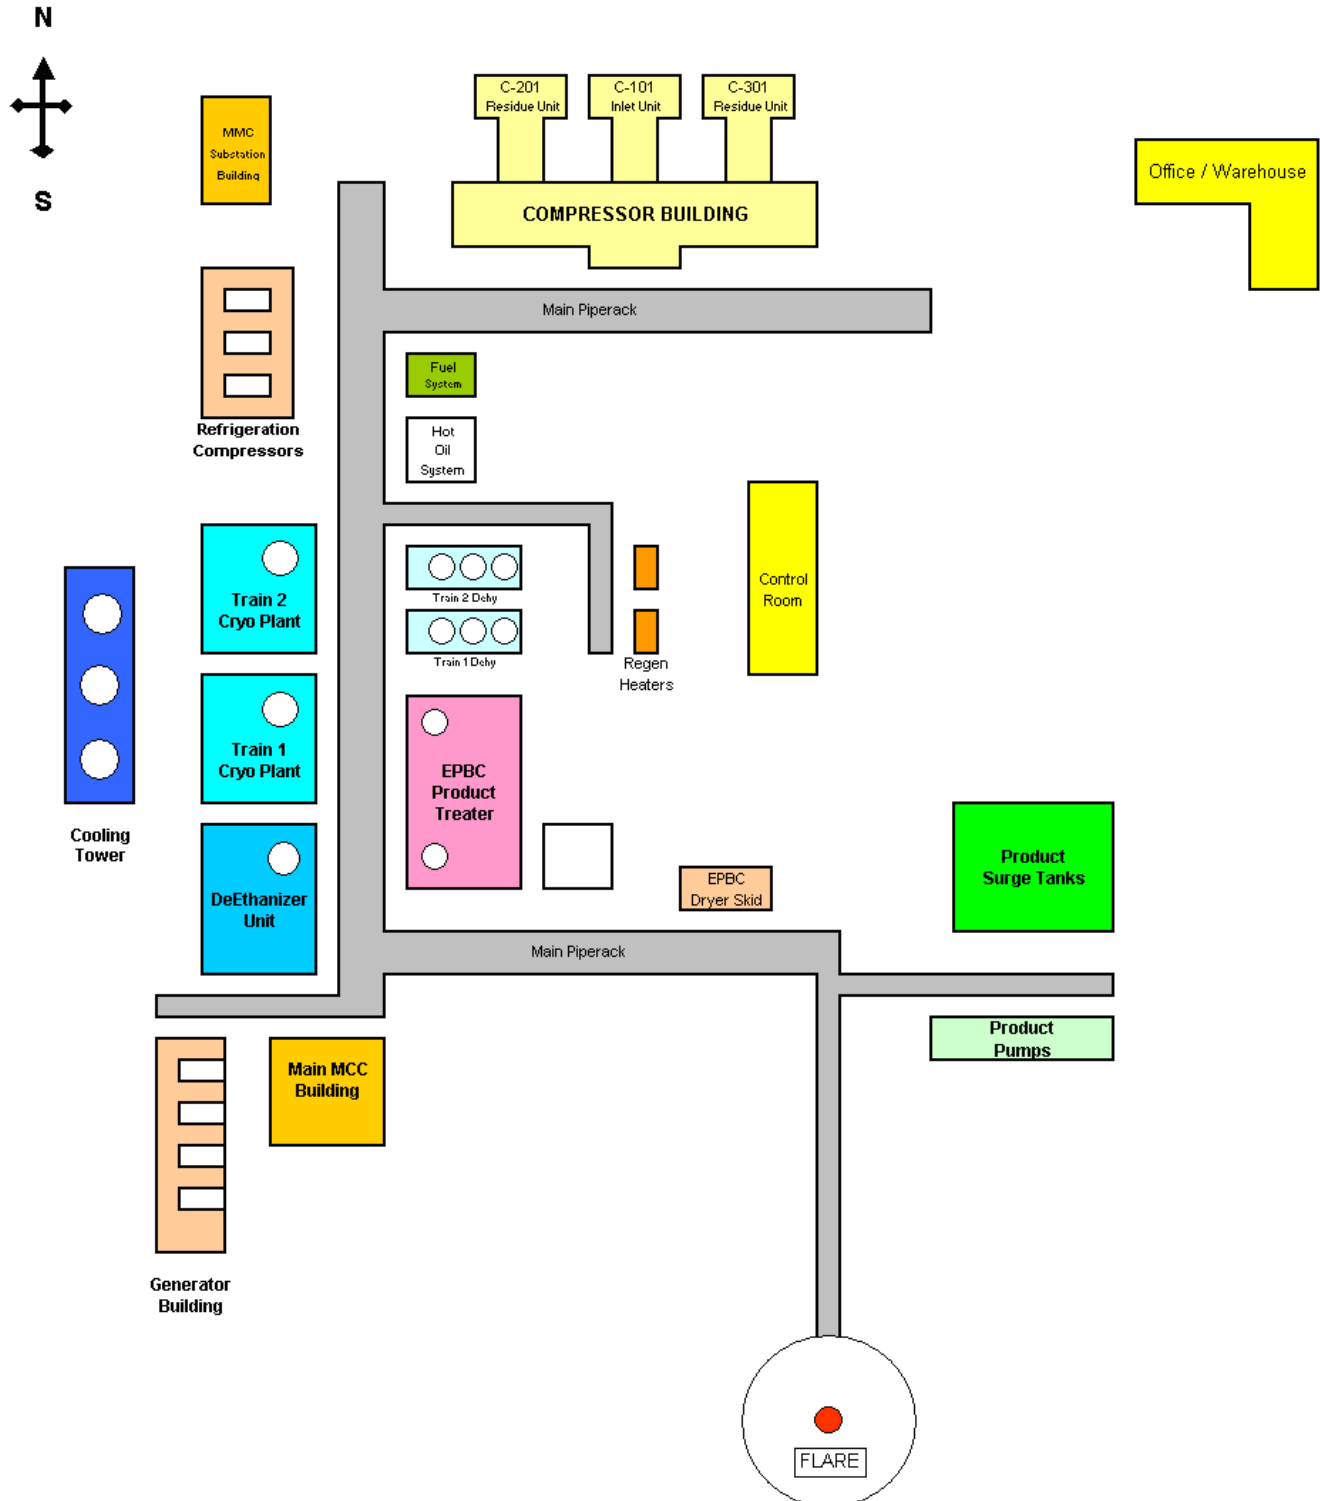 N
S
C-201
Residue Unit
C-101
Inlet Unit
C-301
Residue Unit
MMC
Substation
Building
Office / Warehouse
COMPRESSOR BUILDING
Main Piperack
Fuel
System
Refrigeration
Compressors
Hot
Oil
System
Control
Room
Train 2
Cryo Plant
Train 2 Dehy
Train 1 Dehy
Regen
Heaters
Train 1
Cryo Plant
EPBC
Product
Treater
Cooling
Tower
DeEthanizer
Unit
EPBC
Dryer Skid
Product
Surge Tanks
Main Piperack
Product
Pumps
Main MCC
Building
Generator
Building
FLARE